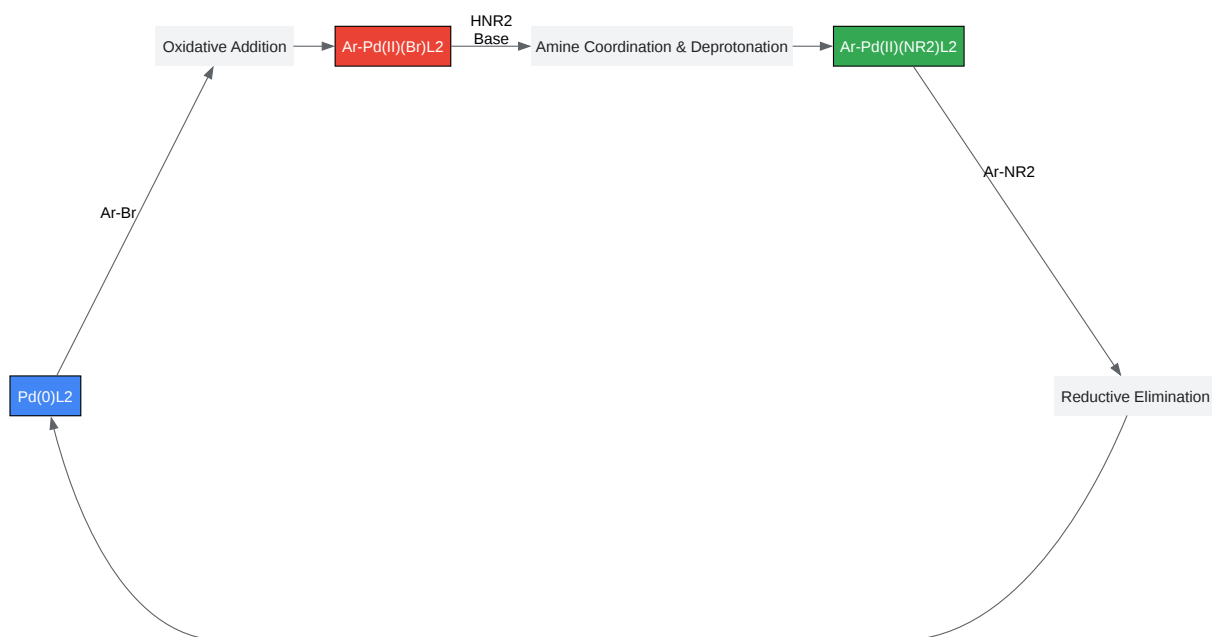 Oxidative Addition
Ar-Pd(II)(Br)L2
HNR2
Base
Amine Coordination & Deprotonation
Ar-Pd(II)(NR2)L2
Ar-NR2
Ar-Br
Pd(0)L2
Reductive Elimination